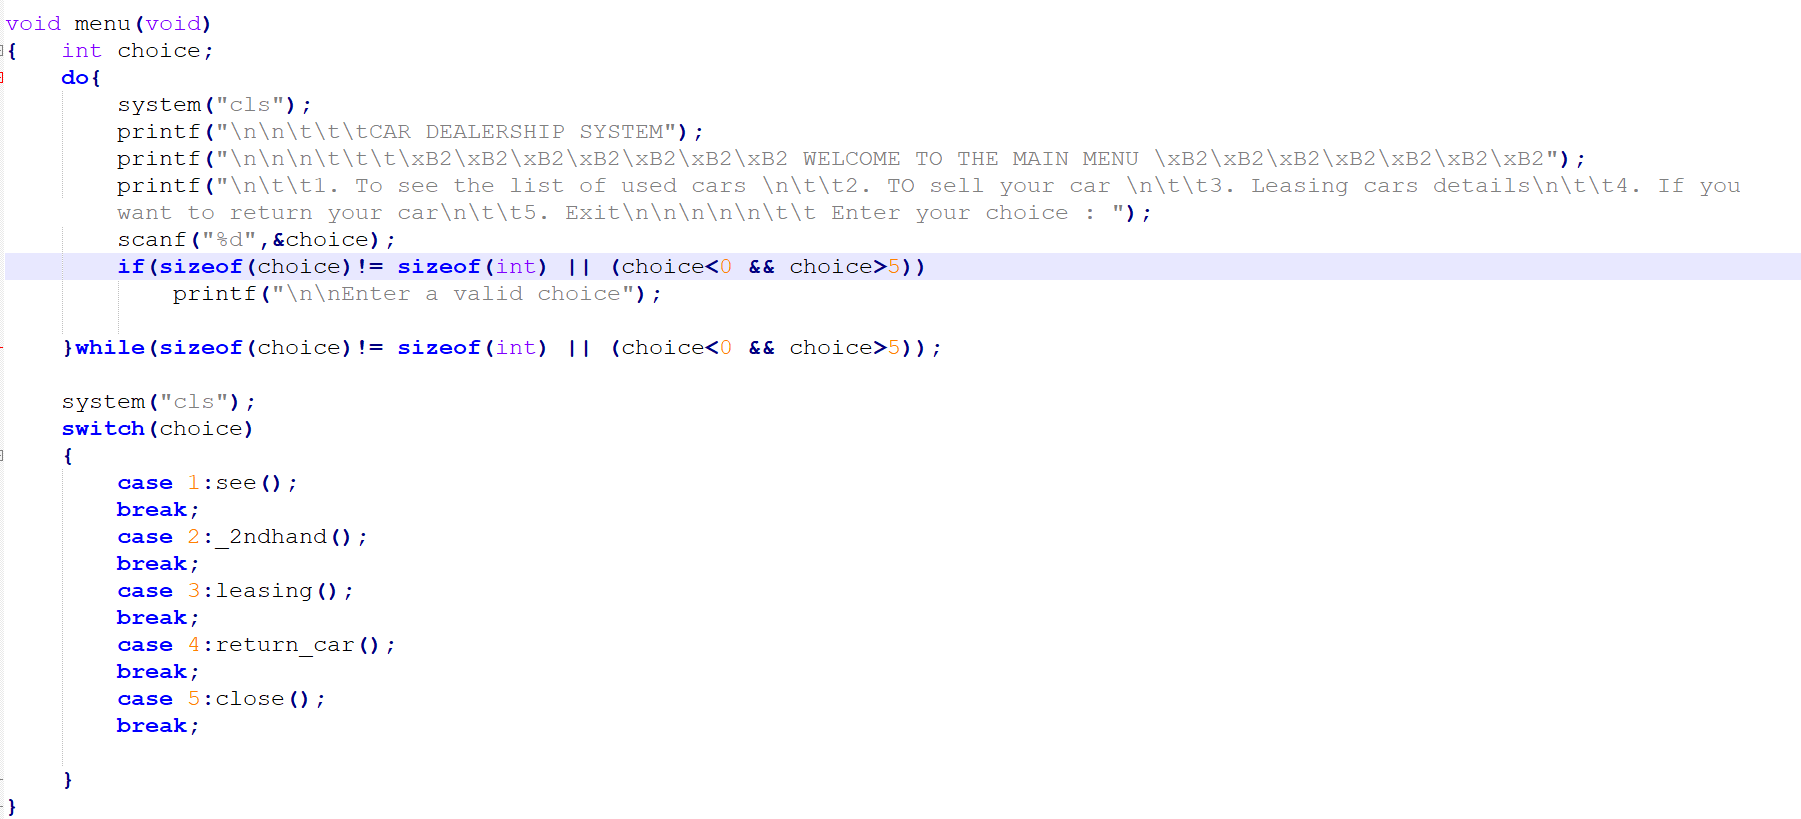 void menu(void)
{   int choice;
    do{
        system("cls");
        printf("\n\n\t\t\tCAR DEALERSHIP SYSTEM");
        printf("\n\n\n\t\t\t\xB2\xB2\xB2\xB2\xB2\xB2\xB2 WELCOME TO THE MAIN MENU \xB2\xB2\xB2\xB2\xB2\xB2\xB2");
        printf("\n\t\t1. To see the list of used cars \n\t\t2. TO sell your car \n\t\t3. Leasing cars details\n\t\t4. If you
        want to return your car\n\t\t5. Exit\n\n\n\n\n\t\t Enter your choice : ");
        scanf("%d",&choice);
        if(sizeof(choice)!= sizeof(int) || (choice<0 && choice>5))
            printf("\n\nEnter a valid choice");
    }while(sizeof(choice)!= sizeof(int) || (choice<0 && choice>5));
    system("cls");
    switch(choice)
    {
        case 1:see();
        break;
        case 2:_2ndhand();
        break;
        case 3:leasing();
        break;
        case 4:return_car();
        break;
        case 5:close();
        break;
    }
}